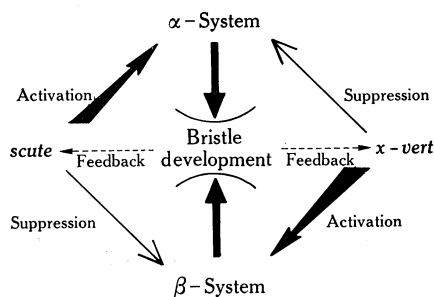 α-System
Activation
Suppression
Bristle
development
scute
Feedback
Feedback
x-vert
Suppression
Activation
β-System